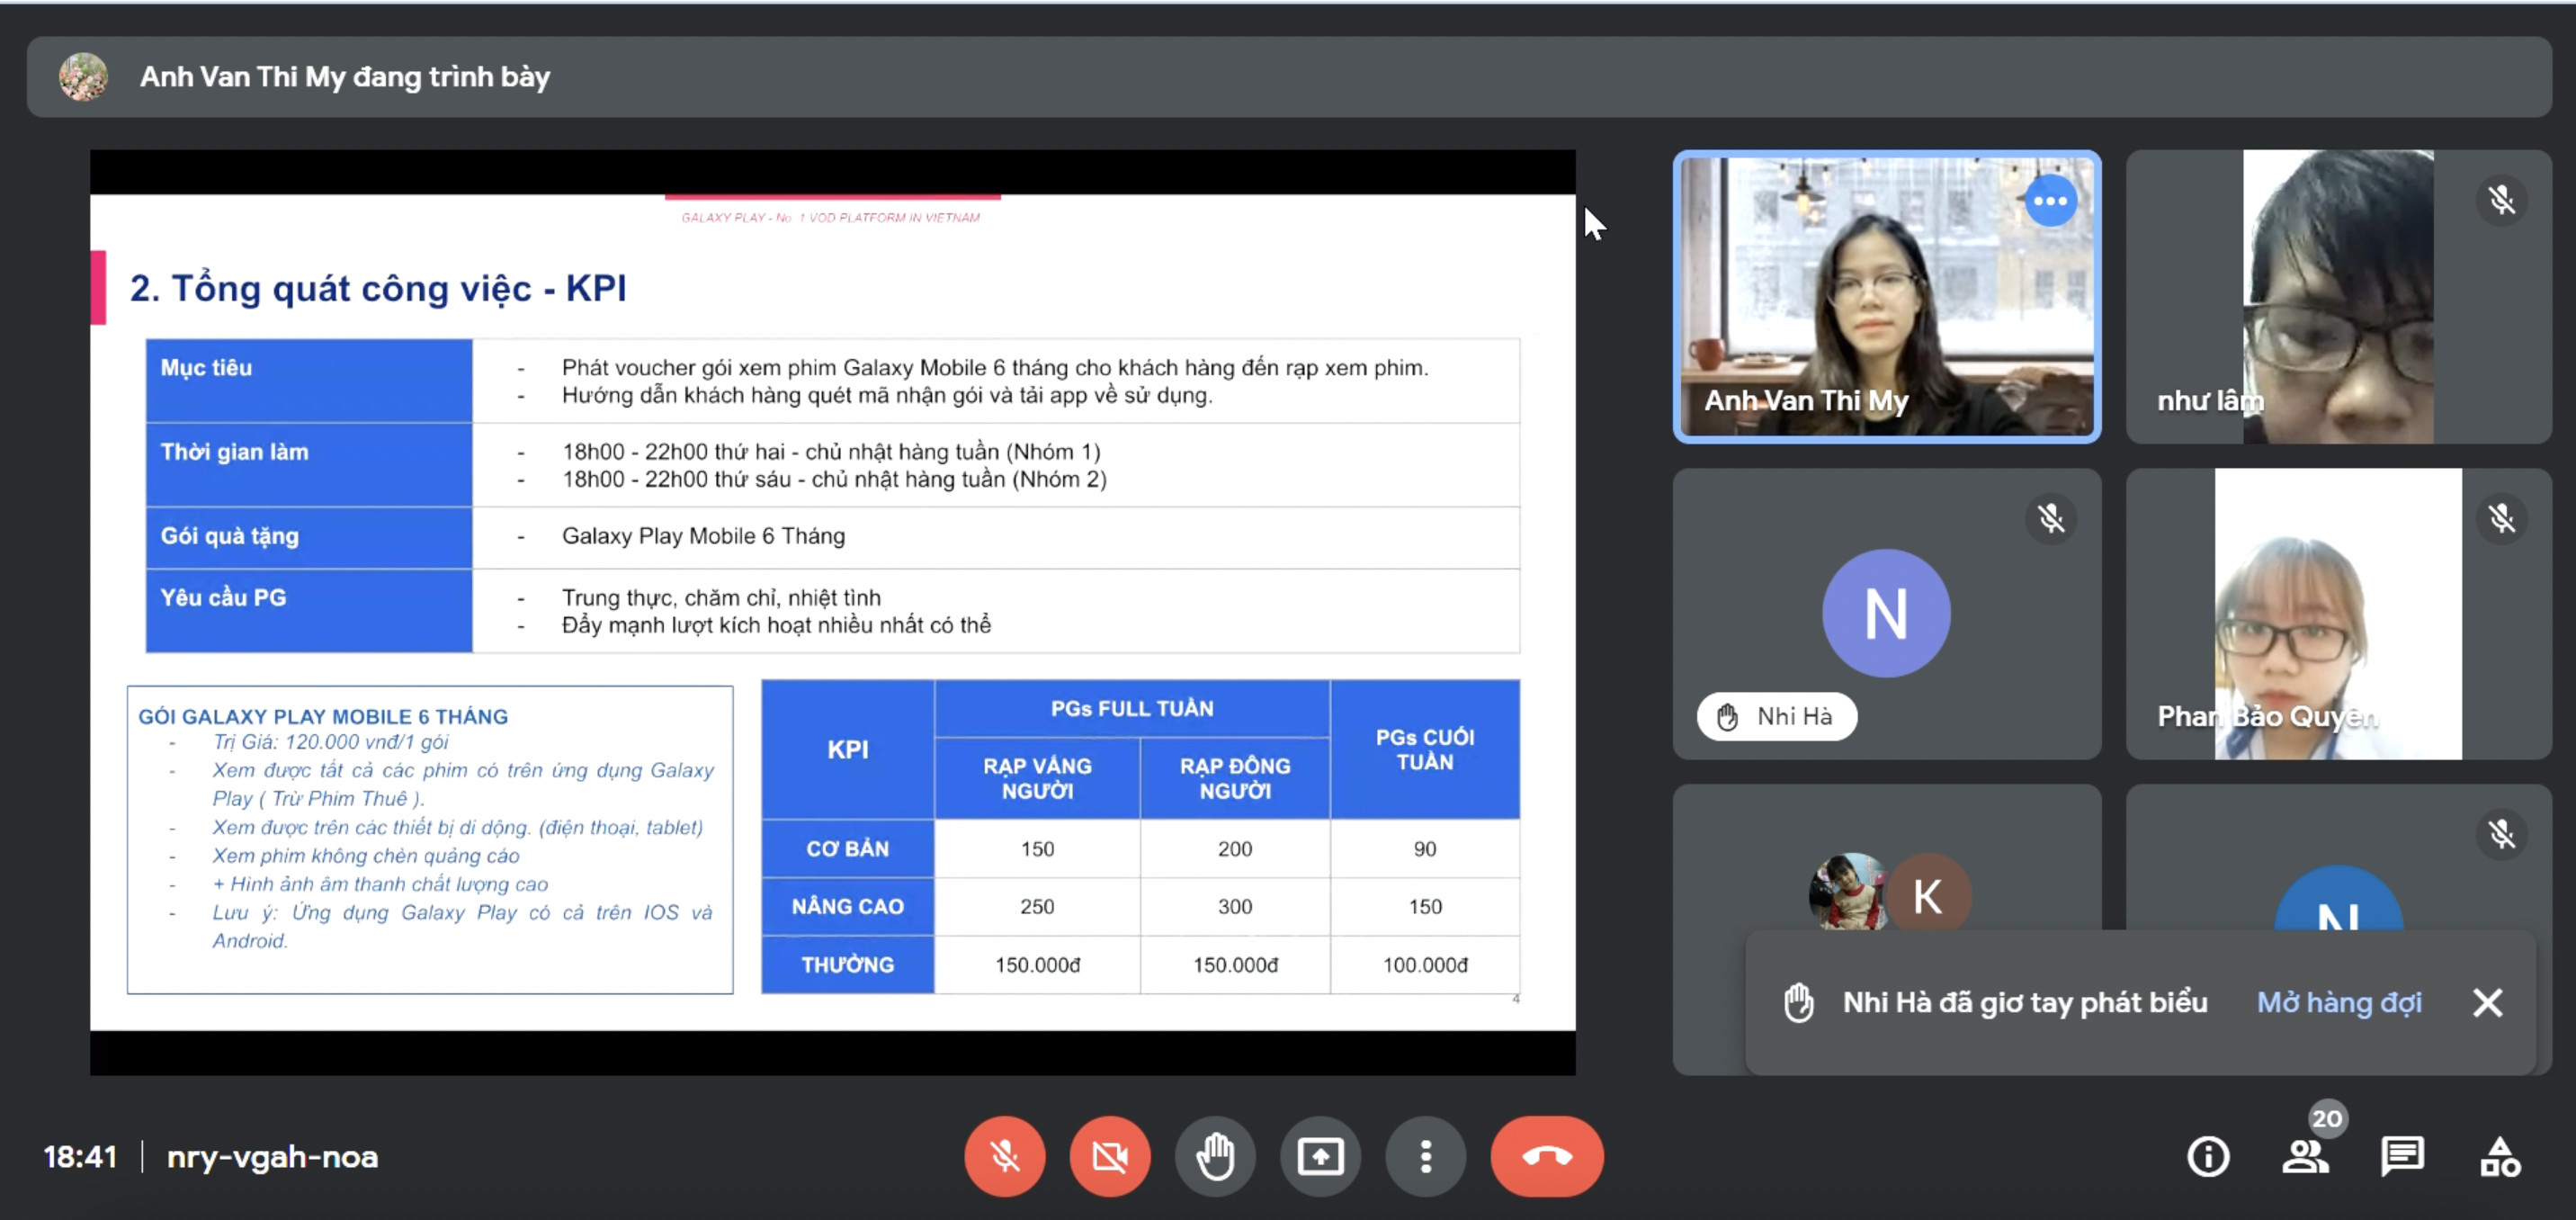 Anh Van Thi My đang trình bày
GALAXY PLAY - No. 1 VOD PLATFORM IN VIETNAM
2. Tổng quát công việc - KPI
Mục tiêu
- Phát voucher gói xem phim Galaxy Mobile 6 tháng cho khách hàng đến rạp xem phim.
- Hướng dẫn khách hàng quét mã nhận gói và tải app về sử dụng.
Thời gian làm
- 18h00 - 22h00 thứ hai - chủ nhật hàng tuần (Nhóm 1)
- 18h00 - 22h00 thứ sáu - chủ nhật hàng tuần (Nhóm 2)
Gói quà tặng
- Galaxy Play Mobile 6 Tháng
Yêu cầu PG
- Trung thực, chăm chỉ, nhiệt tình
- Đẩy mạnh lượt kích hoạt nhiều nhất có thể
GÓI GALAXY PLAY MOBILE 6 THÁNG
- Trị Giá: 120.000 vnđ/1 gói
- Xem được tất cả các phim có trên ứng dụng Galaxy
Play ( Trừ Phim Thuê ).
- Xem được trên các thiết bị di dộng. (điện thoại, tablet)
- Xem phim không chèn quảng cáo
- + Hình ảnh âm thanh chất lượng cao
- Lưu ý: Ứng dụng Galaxy Play có cả trên IOS và
Android.
KPI
PGs FULL TUẦN
PGs CUỐI
TUẦN
RẠP VẮNG
NGƯỜI
RẠP ĐÔNG
NGƯỜI
CƠ BẢN 150 200 90
NÂNG CAO 250 300 150
THƯỞNG 150.000đ 150.000đ 100.000đ
4
Anh Van Thi My
như lâm
N
Nhi Hà
Phan Bảo Quyên
K
N
Nhi Hà đã giơ tay phát biểu Mở hàng đợi
18:41 nry-vgah-noa
20